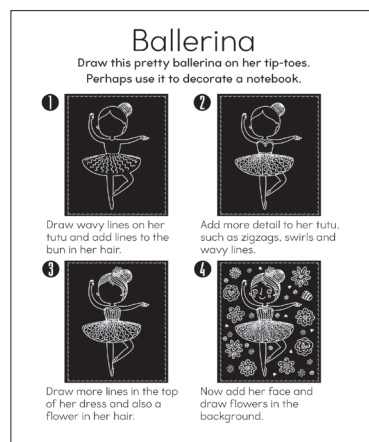 Ballerina
Draw this pretty ballerina on her tip-toes.
Perhaps use it to decorate a notebook.
1
Draw wavy lines on her
tutu and add lines to the
bun in her hair.
2
Add more detail to her tutu,
such as zigzags, swirls and
wavy lines.
3
Draw more lines in the top
of her dress and also a
flower in her hair.
4
Now add her face and
draw flowers in the
background.